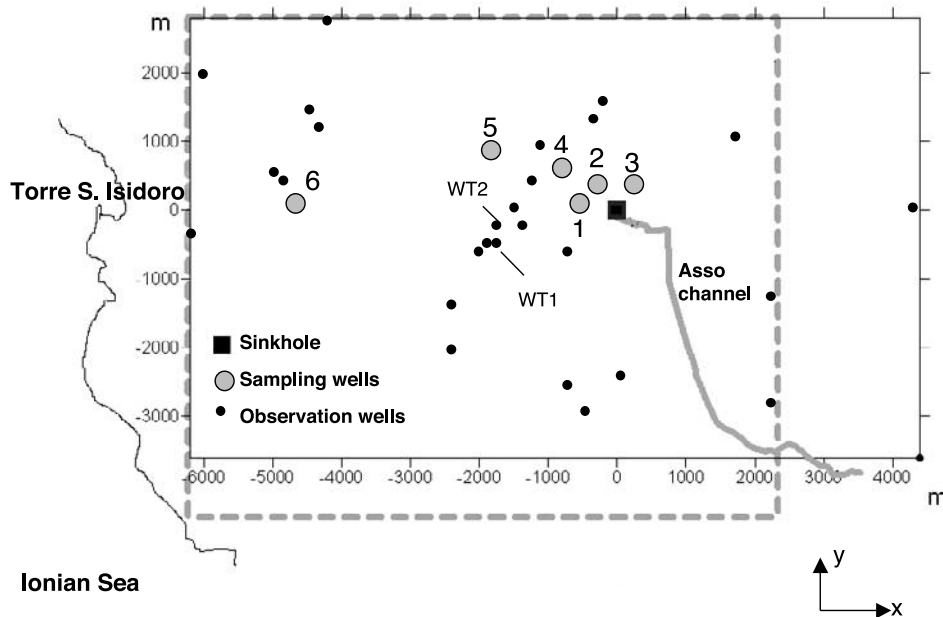 m
2000
1000
0
-1000
-2000
-3000
5
4
2
3
6
1
WT2
WT1
Torre S. Isidoro
Asso
channel
Sinkhole
Sampling wells
Observation wells
-6000 -5000 -4000 -3000 -2000 -1000 0 1000 2000 3000 4000
m
Ionian Sea
y
x